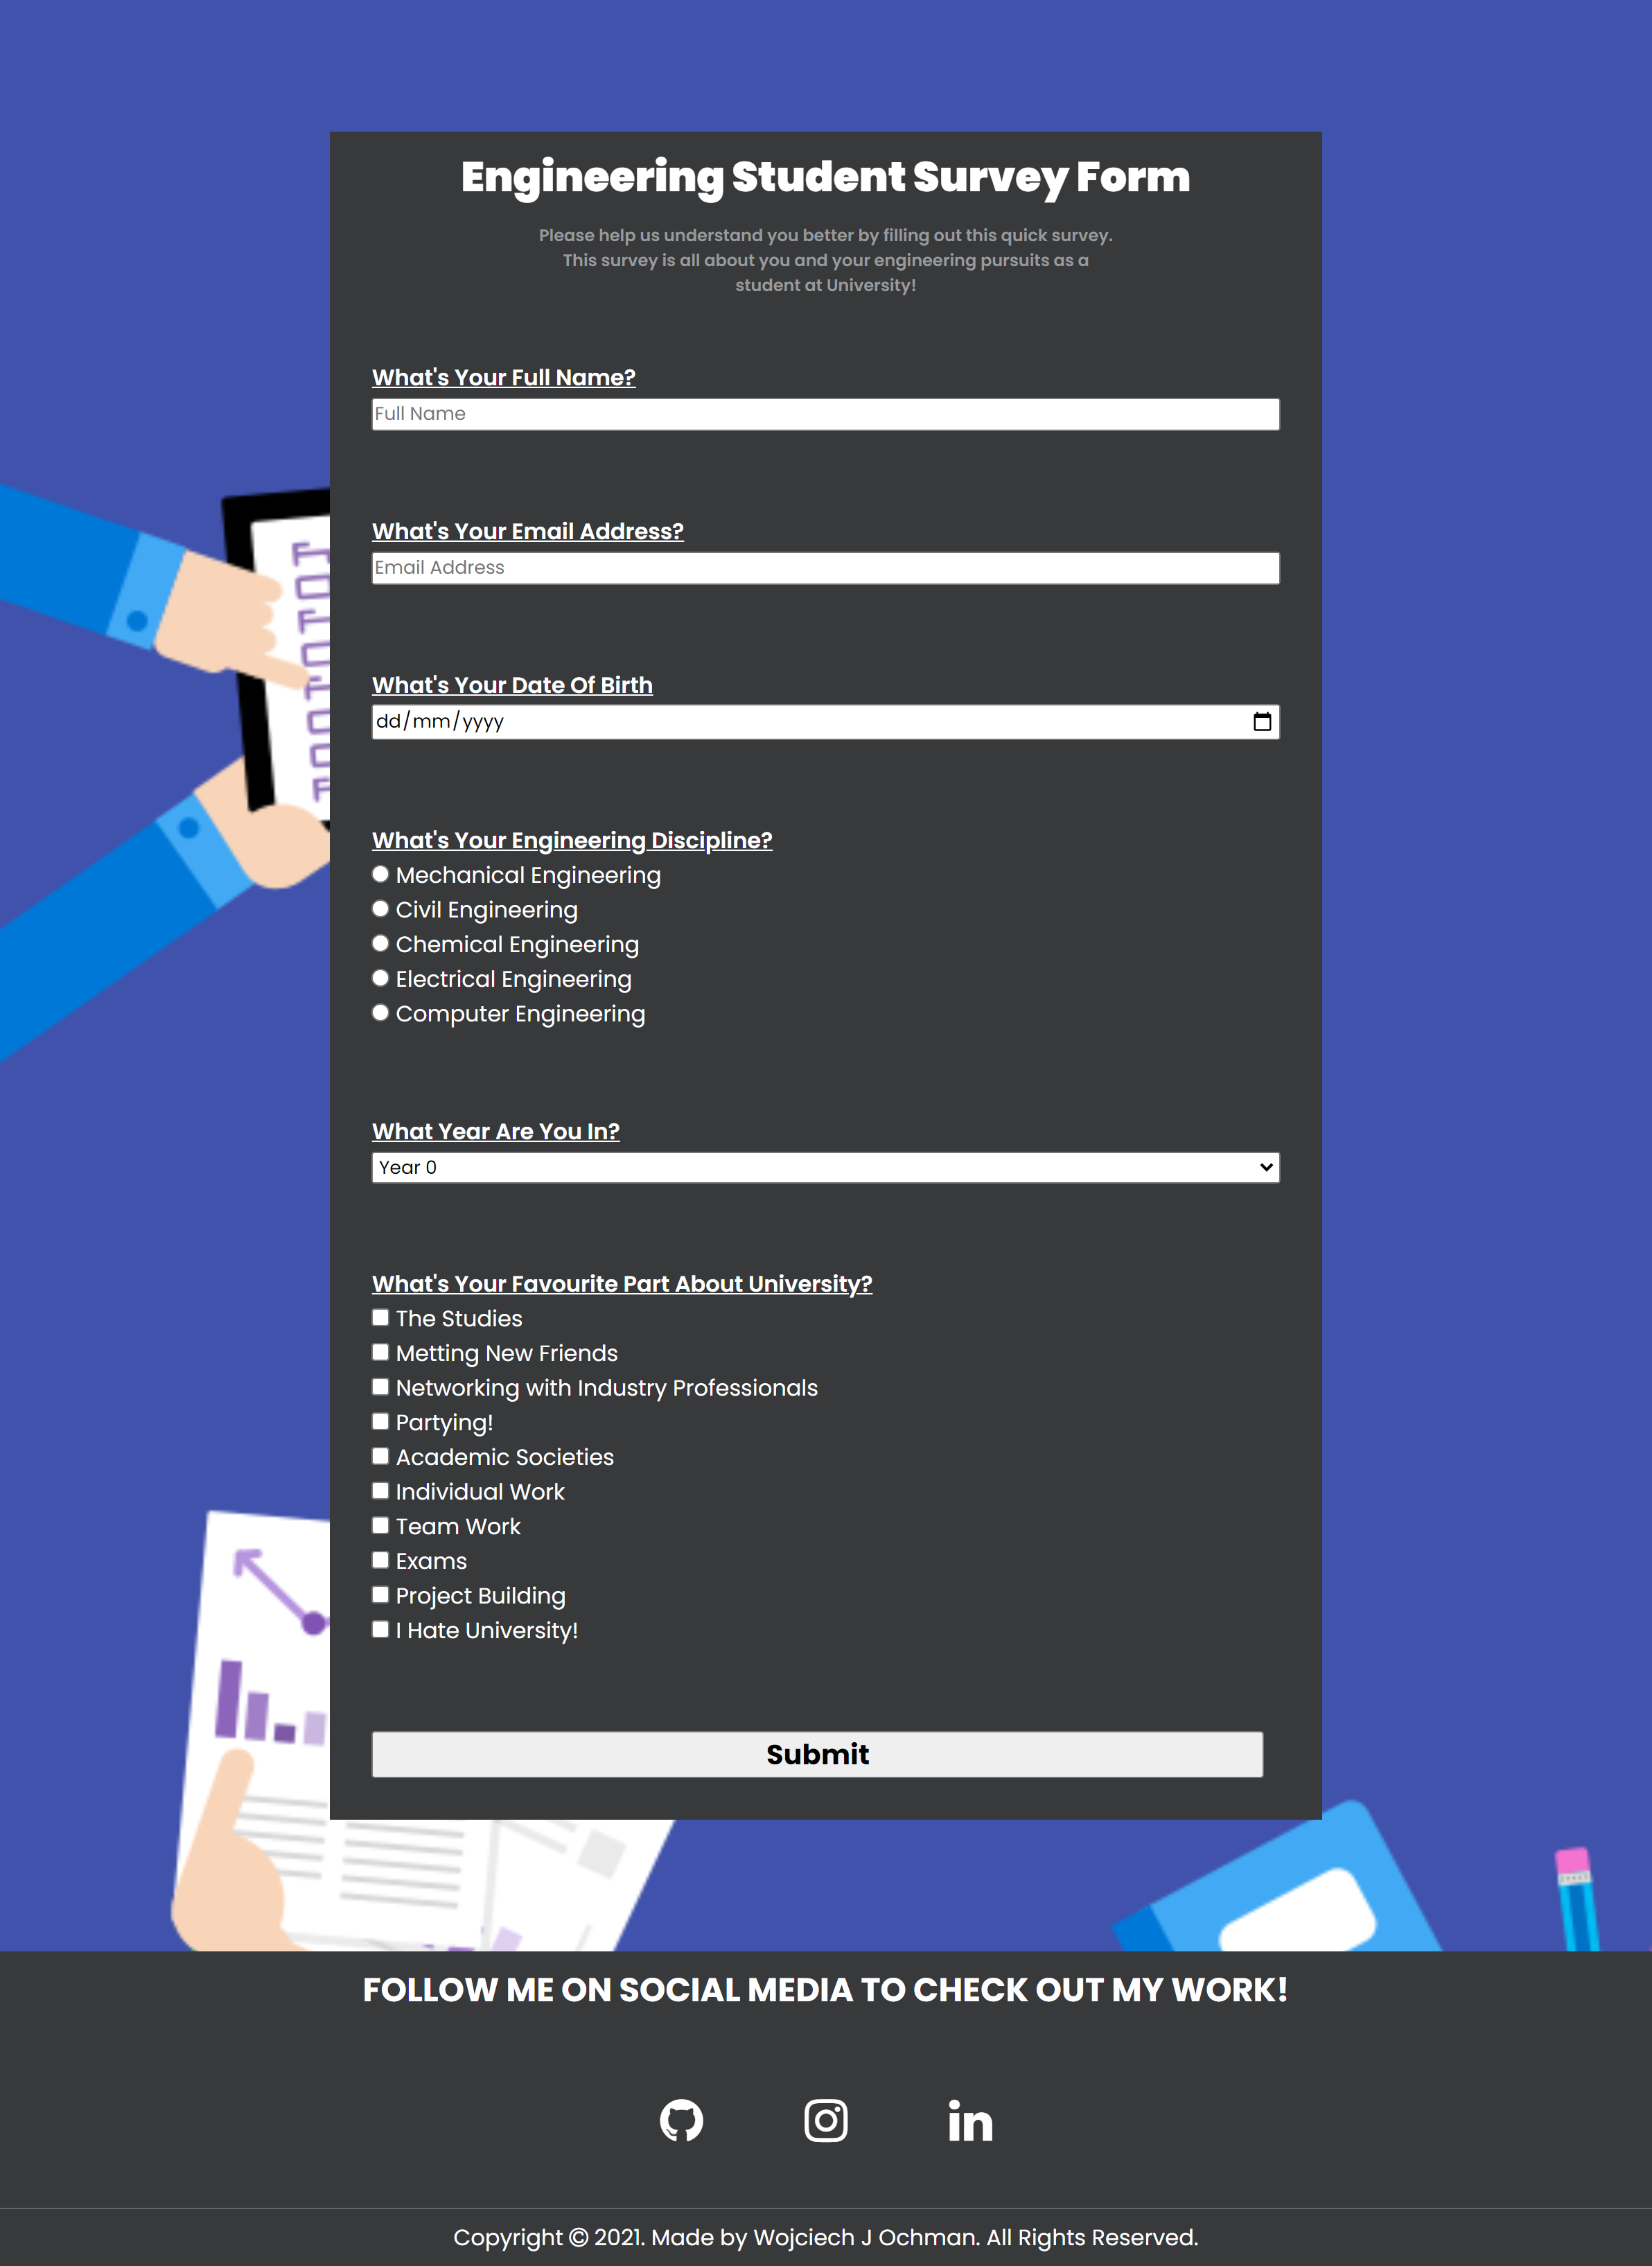 Engineering Student Survey Form
Please help us understand you better by filling out this quick survey.
This survey is all about you and your engineering pursuits as a
student at University!
What's Your Full Name?
Full Name
What's Your Email Address?
Email Address
What's Your Date Of Birth
dd/mm/yyyy
What's Your Engineering Discipline?
Mechanical Engineering
Civil Engineering
Chemical Engineering
Electrical Engineering
Computer Engineering
What Year Are You In?
Year 0
What's Your Favourite Part About University?
The Studies
Metting New Friends
Networking with Industry Professionals
Partying!
Academic Societies
Individual Work
Team Work
Exams
Project Building
I Hate University!
Submit
FOLLOW ME ON SOCIAL MEDIA TO CHECK OUT MY WORK!
in
Copyright © 2021. Made by Wojciech J Ochman. All Rights Reserved.